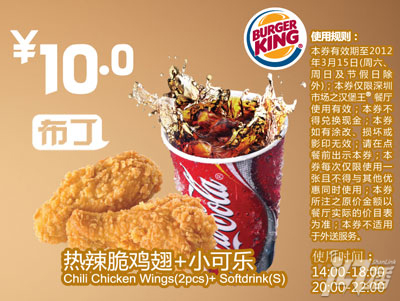 ¥10.0
布丁
Coca-Cola
热辣脆鸡翅+小可乐
Chili Chicken Wings(2pcs)+ Softdrink(S)
BURGER
KING
使用规则：
本券有效期至2012
年3月15日(周六、
周日及节假日除
外)；本券仅限深圳
市场之汉堡王®餐厅
使用有效；本券不
得兑换现金；本券
如有涂改、损坏或
影印无效；请在点
餐前出示本券；本
券每次仅限使用一
张且不得与其他优
惠同时使用；本券
所注之原价金额以
餐厅实际的价目表
为准；本券不适用
于外送服务。
使用时间：
14:00-18:00
20:00-22:00